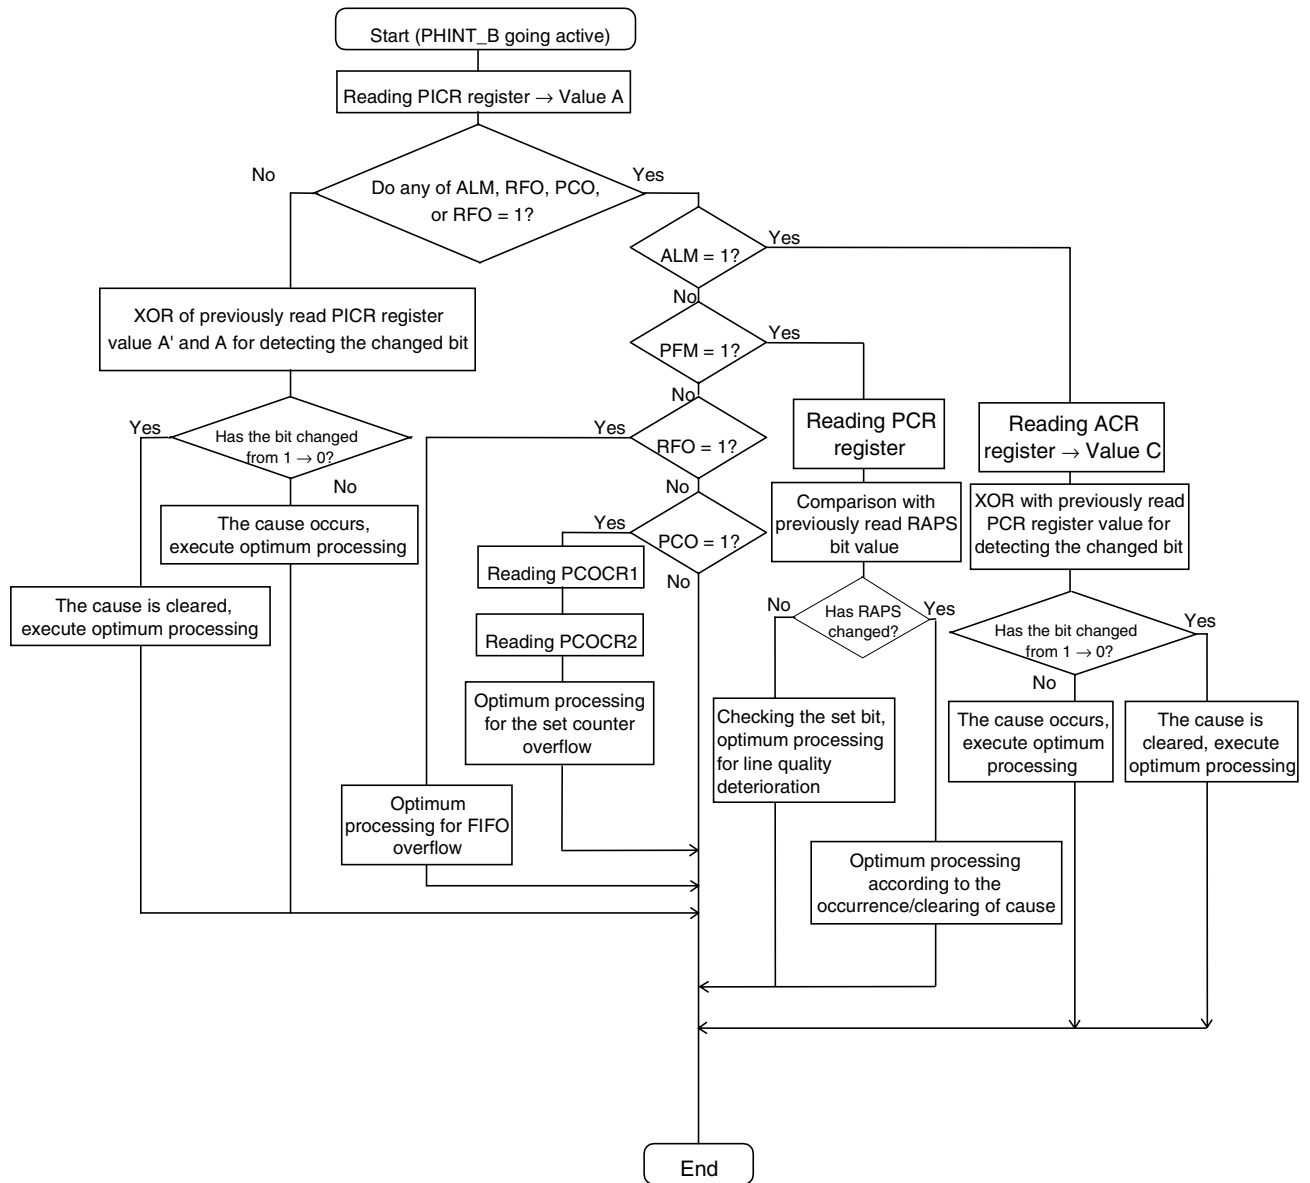 Start (PHINT_B going active)
Reading PICR register → Value A
No
Yes
Do any of ALM, RFO, PCO,
or RFO = 1?
Yes
ALM = 1?
No
XOR of previously read PICR register
value A' and A for detecting the changed bit
Yes
PFM = 1?
No
Yes
Has the bit changed
from 1 → 0?
No
Yes
RFO = 1?
No
Reading PCR
register
Reading ACR
register → Value C
The cause occurs,
execute optimum processing
Yes
PCO = 1?
No
Comparison with
previously read RAPS
bit value
XOR with previously read
PCR register value for
detecting the changed bit
Reading PCOCR1
The cause is cleared,
execute optimum processing
Reading PCOCR2
No
Has RAPS
changed?
Yes
Has the bit changed
from 1 → 0?
Yes
No
Optimum processing
for the set counter
overflow
Checking the set bit,
optimum processing
for line quality
deterioration
The cause occurs,
execute optimum
processing
The cause is
cleared, execute
optimum processing
Optimum
processing for FIFO
overflow
Optimum processing
according to the
occurrence/clearing of cause
End